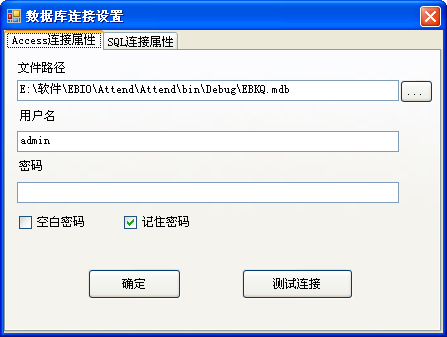 数据库连接设置
Access连接属性 SQL连接属性
文件路径
E:\软件\EBIO\Attend\Attend\bin\Debug\EBKQ.mdb ...
用户名
admin
密码
空白密码 记住密码
确定 测试连接